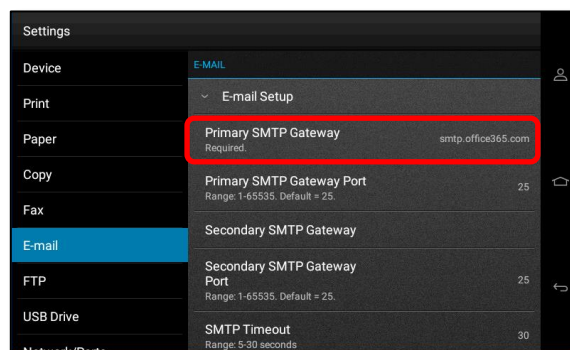 Settings
Device
Print
Paper
Copy
Fax
E-mail
FTP
USB Drive
E-MAIL
E-mail Setup
Primary SMTP Gateway
Required.
smtp.office365.com
Primary SMTP Gateway Port
Range: 1-65535. Default = 25.
25
Secondary SMTP Gateway
Secondary SMTP Gateway
Port
Range: 1-65535. Default = 25.
25
SMTP Timeout
Range: 5-30 seconds
30